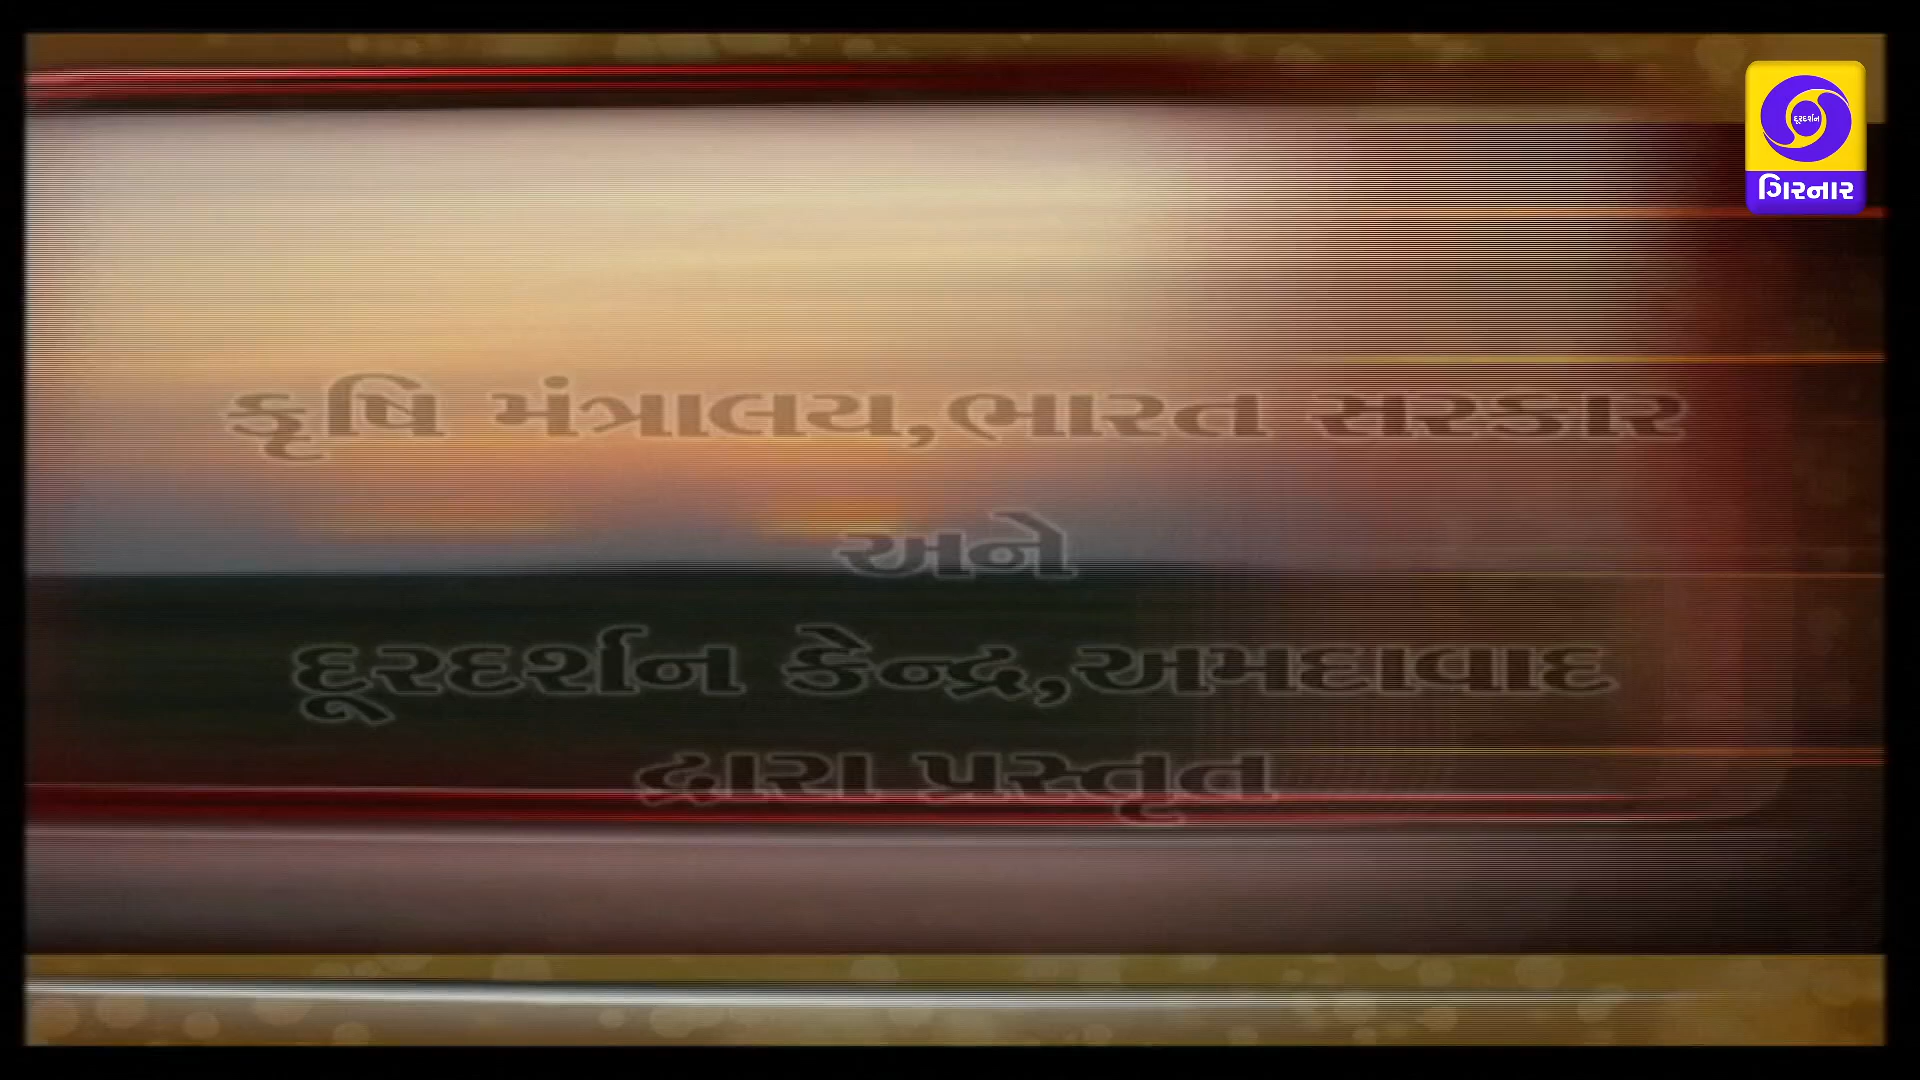 દૂરદર્શન
ગિરનાર
કૃષિ મંત્રાલય,ભારત સરકાર
અને
દૂરદર્શન કેન્દ્ર,અમદાવાદ
દ્વારા પ્રસ્તૃત